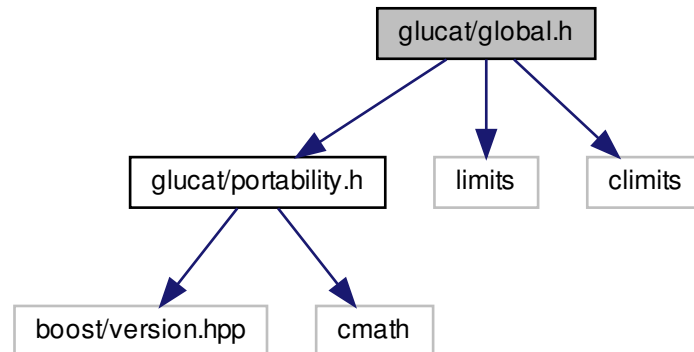 glucat/global.h
glucat/portability.h
limits
climits
boost/version.hpp
cmath